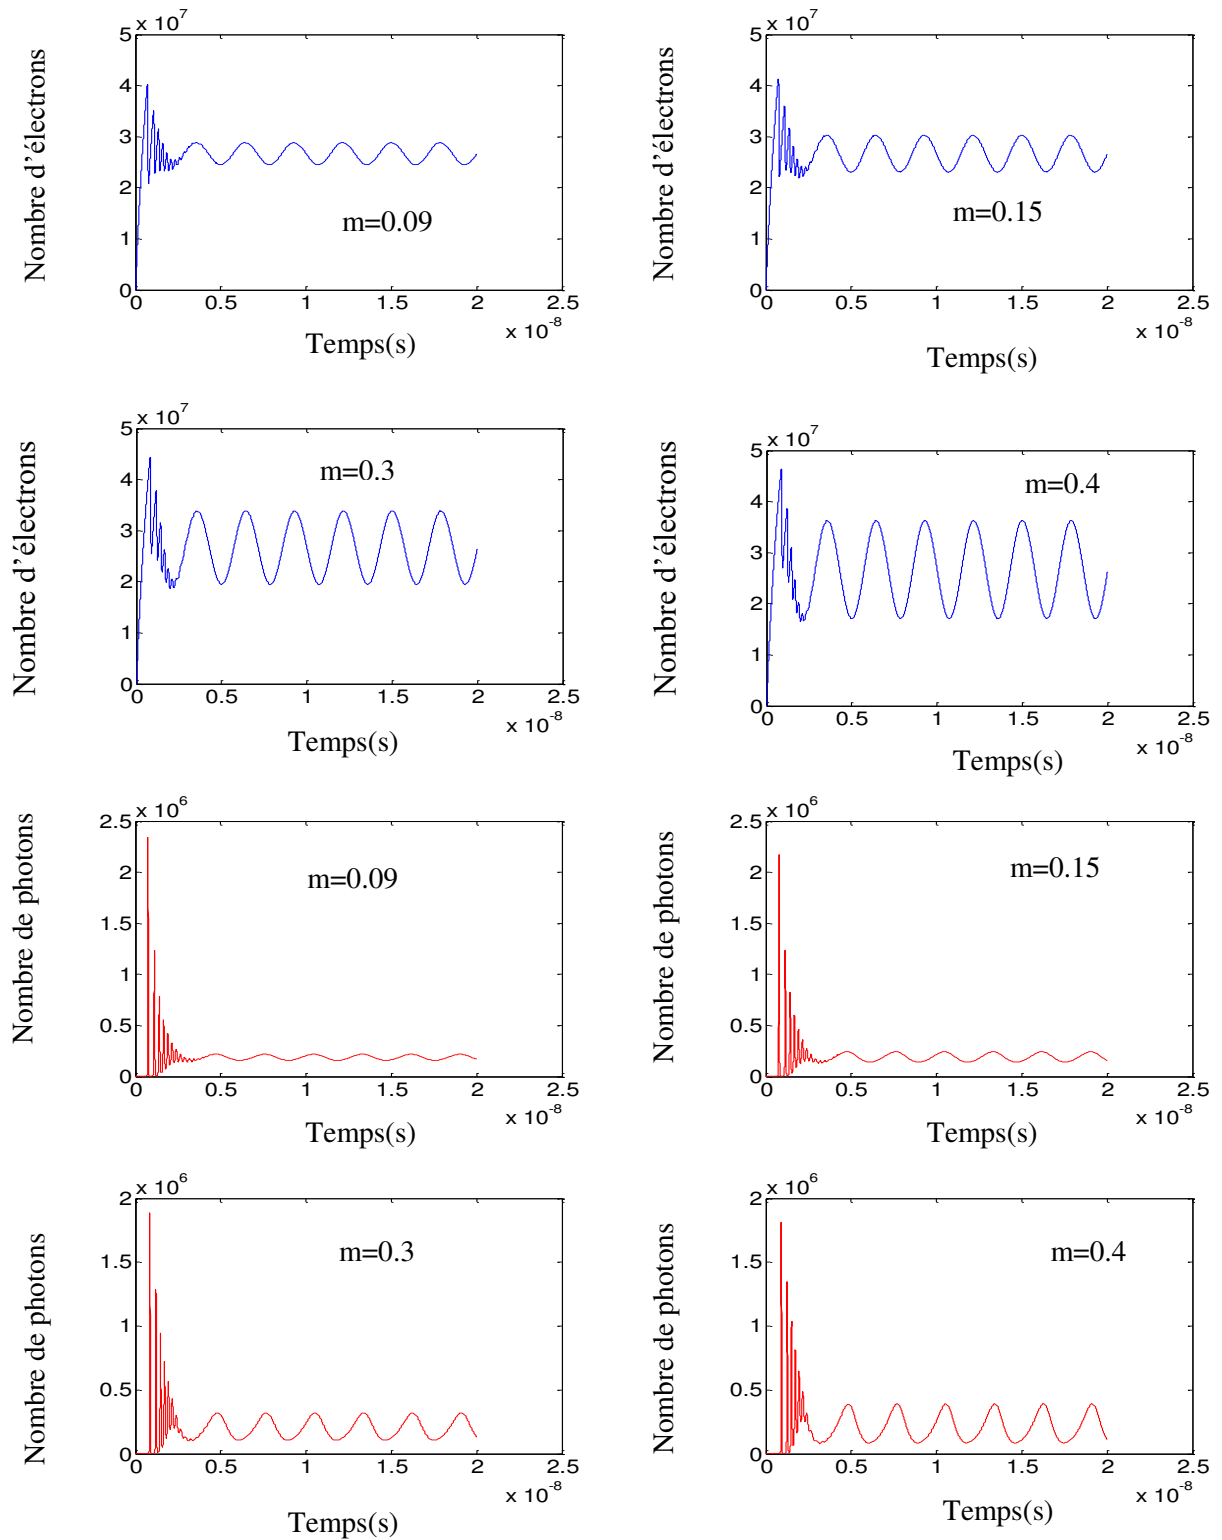 x 10^7
5
4
3
2
1
0
Nombre d'électrons
m=0.09
0 0.5 1 1.5 2 2.5
x 10^-8
Temps(s)
x 10^7
5
4
3
2
1
0
Nombre d'électrons
m=0.15
0 0.5 1 1.5 2 2.5
x 10^-8
Temps(s)
x 10^7
5
4
3
2
1
0
Nombre d'électrons
m=0.3
0 0.5 1 1.5 2 2.5
x 10^-8
Temps(s)
x 10^7
5
4
3
2
1
0
Nombre d'électrons
m=0.4
0 0.5 1 1.5 2 2.5
x 10^-8
Temps(s)
x 10^6
2.5
2
1.5
1
0.5
0
Nombre de photons
m=0.09
0 0.5 1 1.5 2 2.5
x 10^-8
Temps(s)
x 10^6
2.5
2
1.5
1
0.5
0
Nombre de photons
m=0.15
0 0.5 1 1.5 2 2.5
x 10^-8
Temps(s)
x 10^6
2
1.5
1
0.5
0
Nombre de photons
m=0.3
0 0.5 1 1.5 2 2.5
x 10^-8
Temps(s)
x 10^6
2
1.5
1
0.5
0
Nombre de photons
m=0.4
0 0.5 1 1.5 2 2.5
x 10^-8
Temps(s)